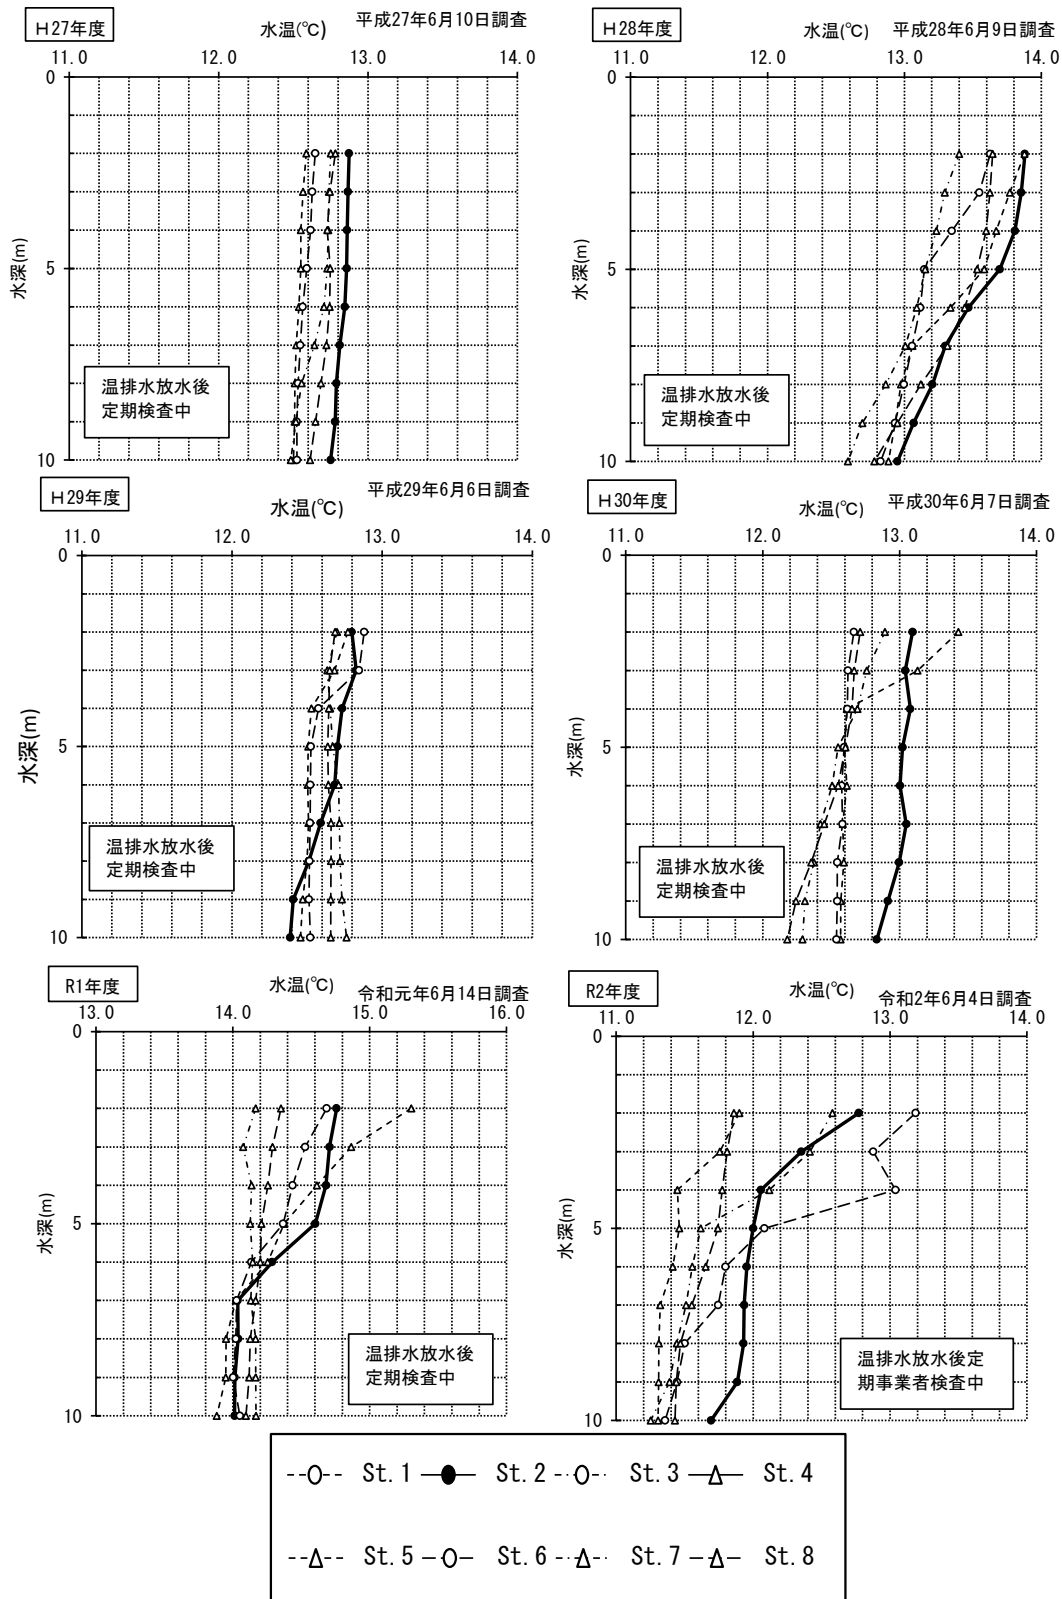 H27年度
水温(℃)
平成27年6月10日調査
11.0 12.0 13.0 14.0
0
5
10
水深(m)
温排水放水後
定期検査中
H28年度
水温(℃)
平成28年6月9日調査
11.0 12.0 13.0 14.0
0
5
10
水深(m)
温排水放水後
定期検査中
H29年度
水温(℃)
平成29年6月6日調査
11.0 12.0 13.0 14.0
0
5
10
水深(m)
温排水放水後
定期検査中
H30年度
水温(℃)
平成30年6月7日調査
11.0 12.0 13.0 14.0
0
5
10
水深(m)
温排水放水後
定期検査中
R1年度
水温(℃)
令和元年6月14日調査
13.0 14.0 15.0 16.0
0
5
10
水深(m)
温排水放水後
定期検査中
R2年度
水温(℃)
令和2年6月4日調査
11.0 12.0 13.0 14.0
0
5
10
水深(m)
温排水放水後定
期事業者検査中
St.1 St.2 St.3 St.4
St.5 St.6 St.7 St.8